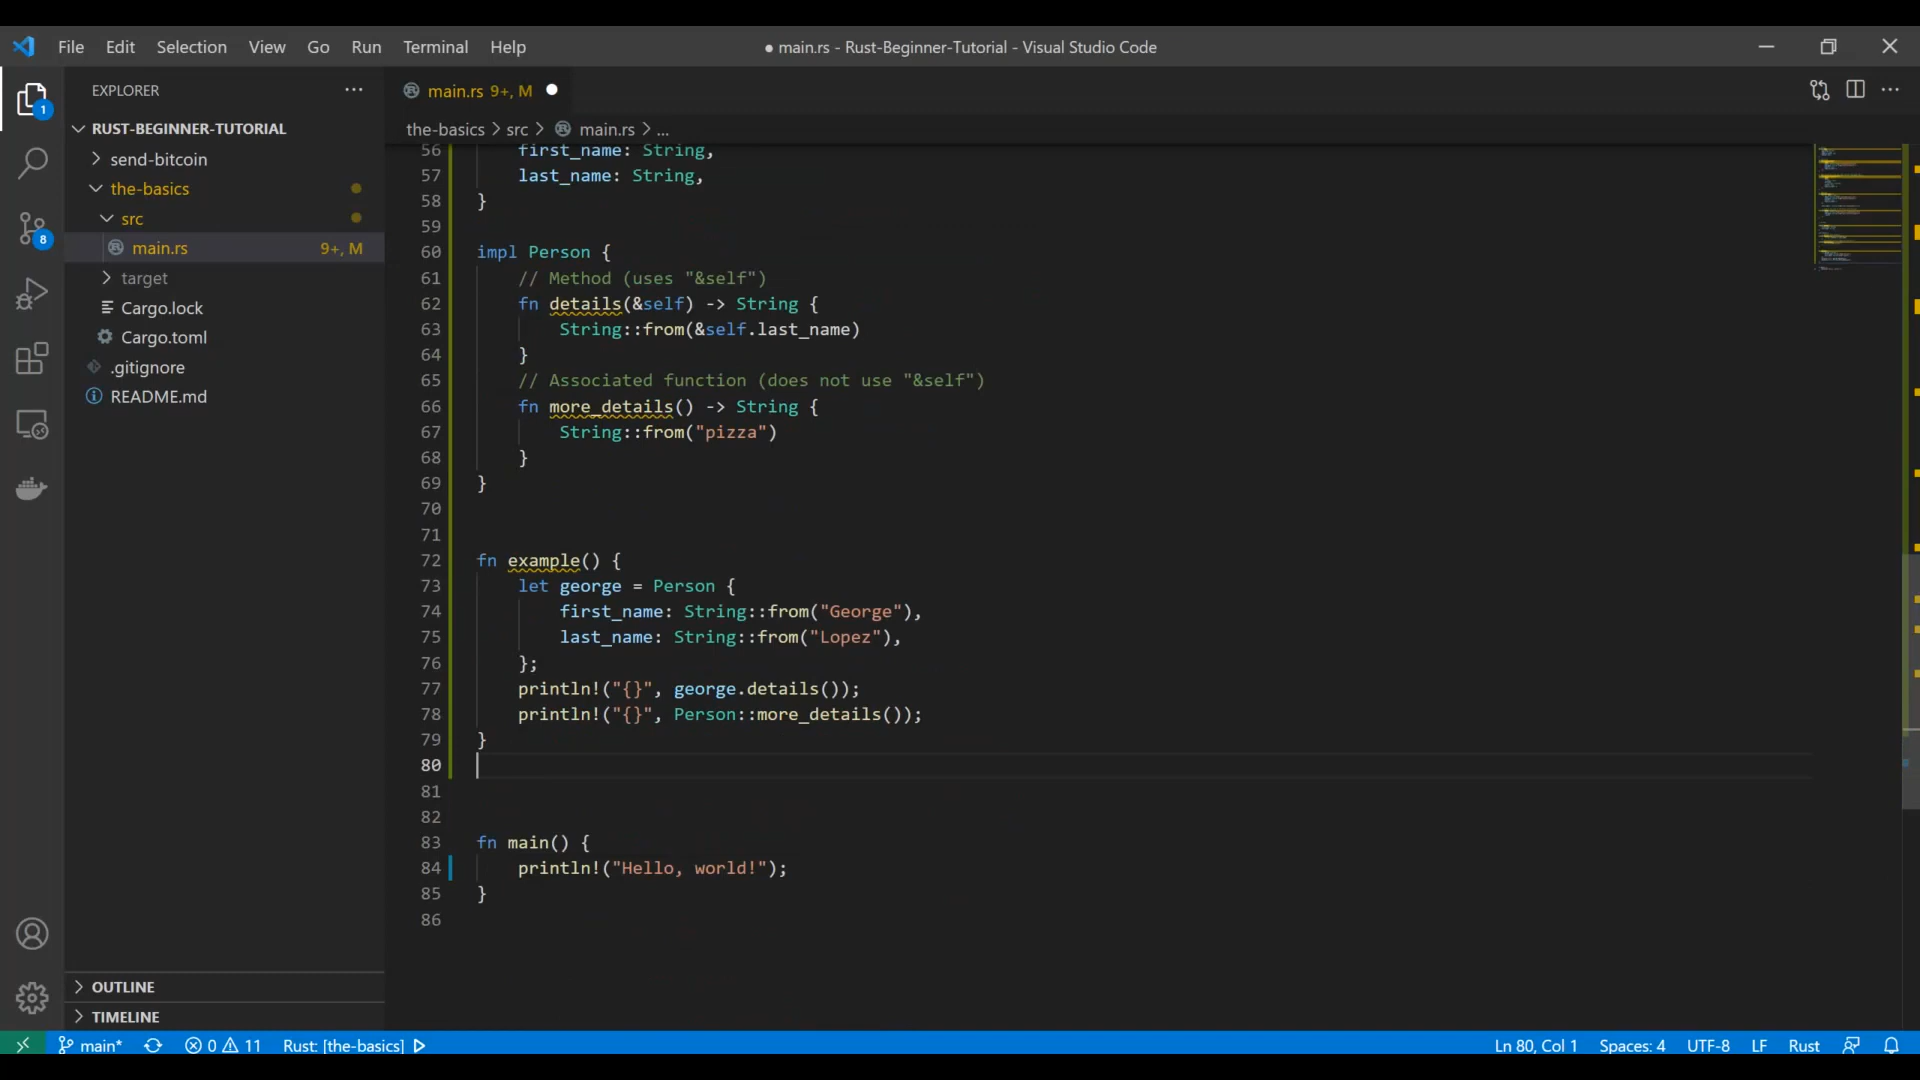 File Edit Selection View Go Run Terminal Help
● main.rs - Rust-Beginner-Tutorial - Visual Studio Code
EXPLORER
RUST-BEGINNER-TUTORIAL
send-bitcoin
the-basics
src
main.rs 9+, M
target
Cargo.lock
Cargo.toml
.gitignore
README.md
OUTLINE
TIMELINE
1
8
main.rs 9+, M
the-basics > src > main.rs > ...
56 first_name: String,
57 last_name: String,
58 }
59
60 impl Person {
61 // Method (uses "&self")
62 fn details(&self) -> String {
63 String::from(&self.last_name)
64 }
65 // Associated function (does not use "&self")
66 fn more_details() -> String {
67 String::from("pizza")
68 }
69 }
70
71
72 fn example() {
73 let george = Person {
74 first_name: String::from("George"),
75 last_name: String::from("Lopez"),
76 };
77 println!("{}", george.details());
78 println!("{}", Person::more_details());
79 }
80
81
82
83 fn main() {
84 println!("Hello, world!");
85 }
86
main* 0 11 Rust: [the-basics] Ln 80, Col 1 Spaces: 4 UTF-8 LF Rust